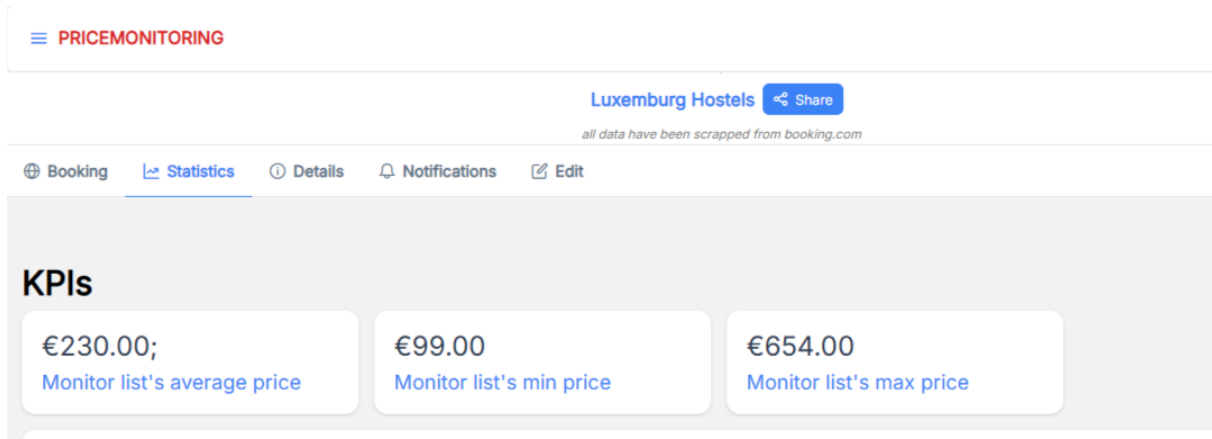 PRICEMONITORING
Luxemburg Hostels Share
all data have been scrapped from booking.com
Booking Statistics Details Notifications Edit
KPIs
€230.00; €99.00 €654.00
Monitor list's average price Monitor list's min price Monitor list's max price